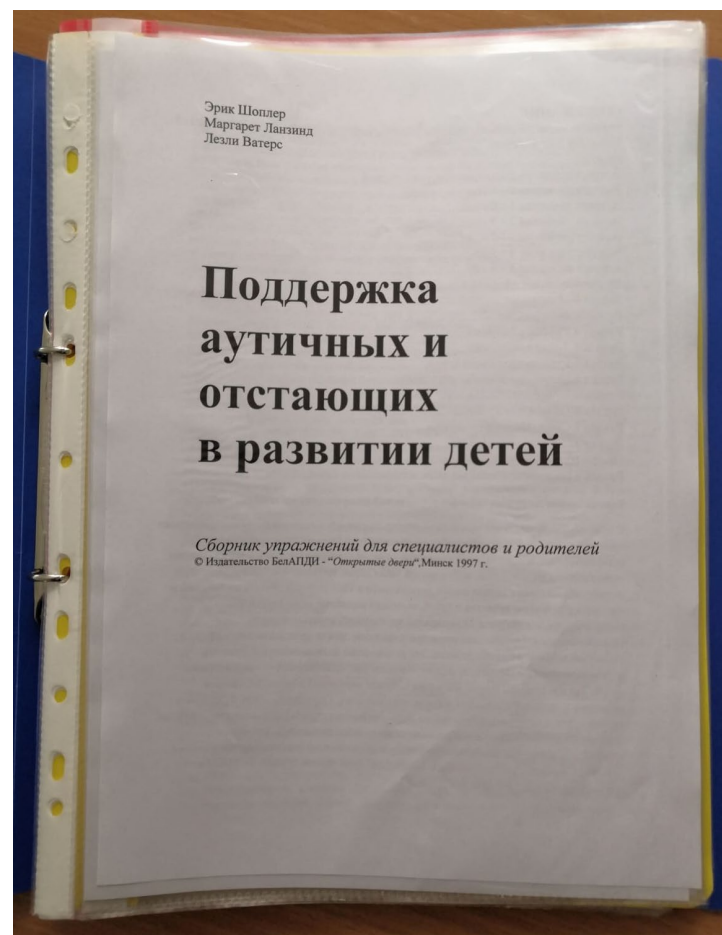 Эрик Шоплер
Маргарет Ланзинд
Лезли Ватерс
Поддержка
аутичных и
отстающих
в развитии детей
Сборник упражнений для специалистов и родителей
© Издательство БелАПДИ - “Открытые двери“,Минск 1997 г.